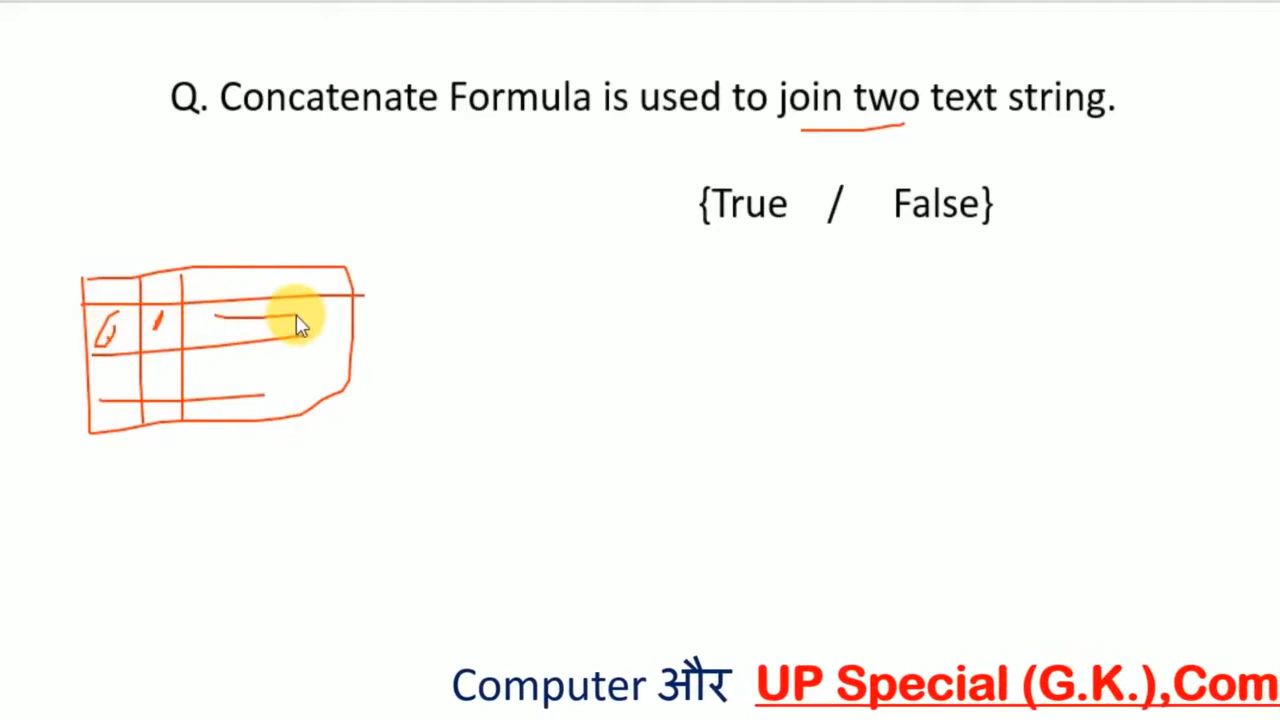 Q. Concatenate Formula is used to join two text string.
{True / False}
Computer और UP Special (G.K.),Com